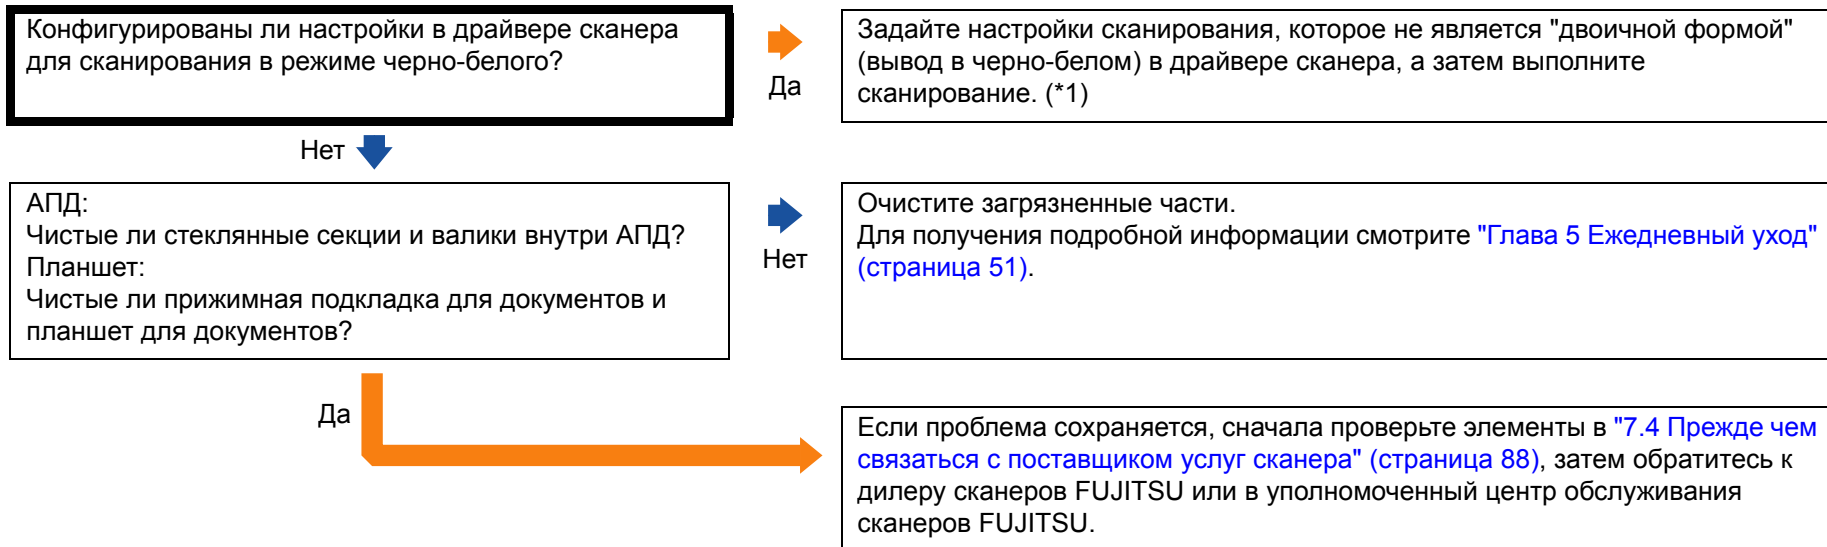 Конфигурированы ли настройки в драйвере сканера
для сканирования в режиме черно-белого?
Да
Задайте настройки сканирования, которое не является "двоичной формой"
(вывод в черно-белом) в драйвере сканера, а затем выполните
сканирование. (*1)
Нет
АПД:
Чистые ли стеклянные секции и валики внутри АПД?
Планшет:
Чистые ли прижимная подкладка для документов и
планшет для документов?
Нет
Очистите загрязненные части.
Для получения подробной информации смотрите "Глава 5 Ежедневный уход"
(страница 51).
Да
Если проблема сохраняется, сначала проверьте элементы в "7.4 Прежде чем
связаться с поставщиком услуг сканера" (страница 88), затем обратитесь к
дилеру сканеров FUJITSU или в уполномоченный центр обслуживания
сканеров FUJITSU.